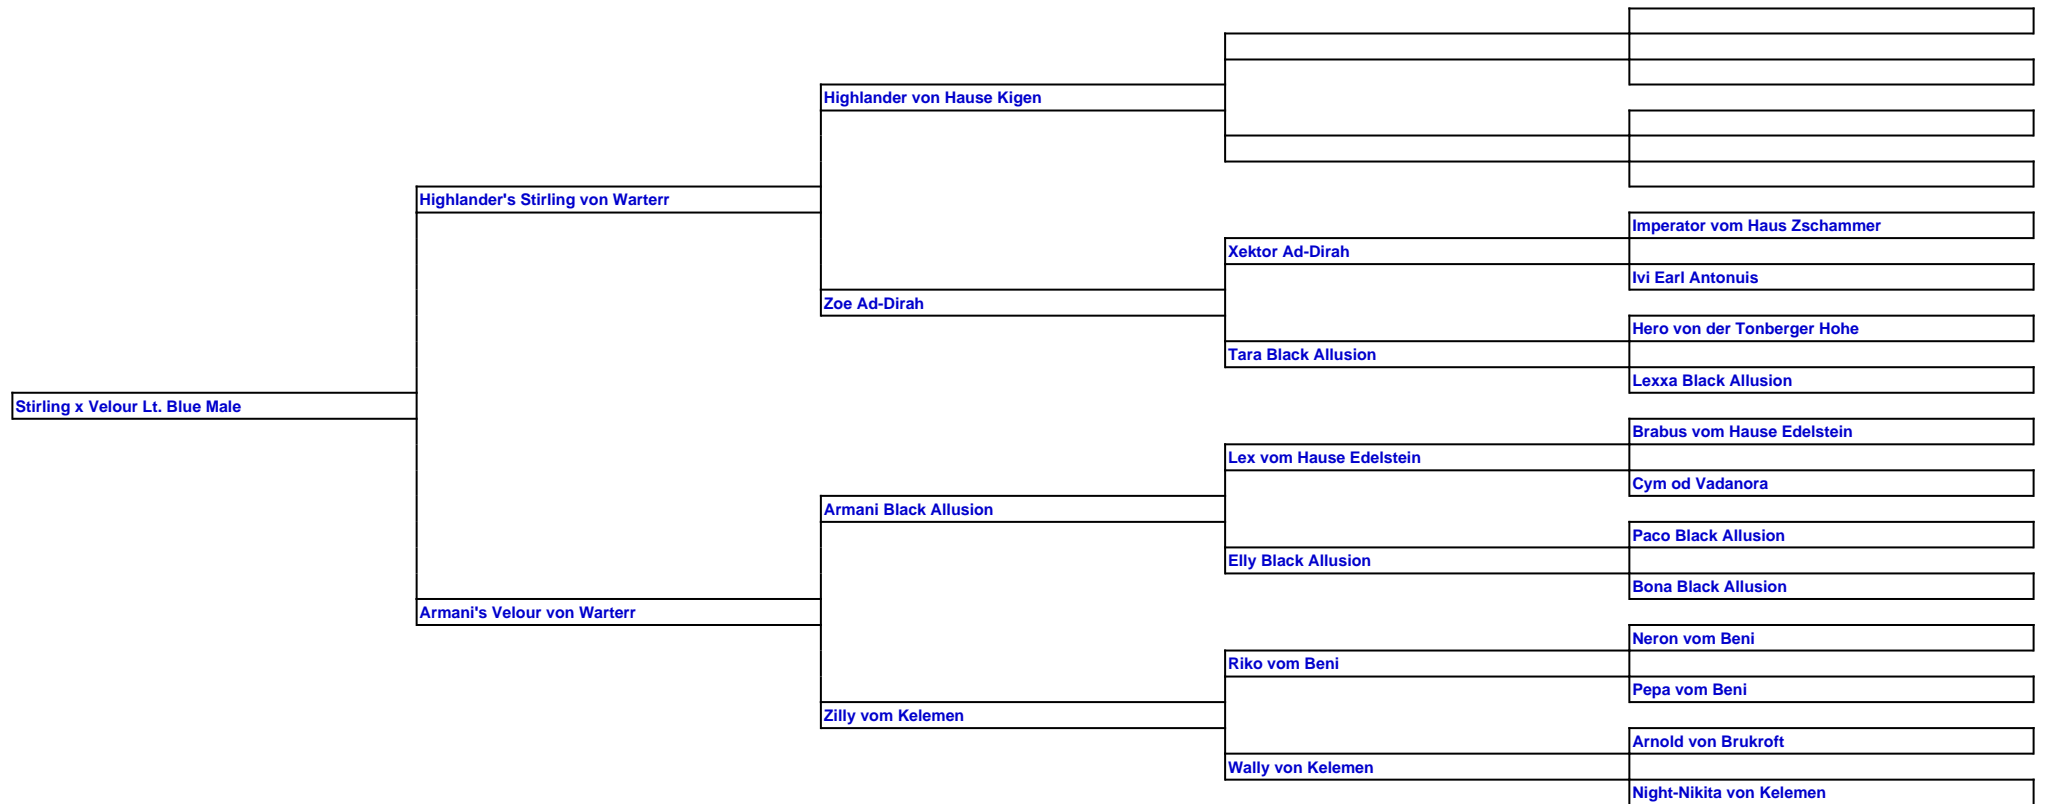 Highlander von Hause Kigen
Highlander's Stirling von Warterr
Imperator vom Haus Zschammer
Xektor Ad-Dirah
Ivi Earl Antonuis
Zoe Ad-Dirah
Hero von der Tonberger Hohe
Tara Black Allusion
Lexxa Black Allusion
Stirling x Velour Lt. Blue Male
Brabus vom Hause Edelstein
Lex vom Hause Edelstein
Cym od Vadanora
Armani Black Allusion
Paco Black Allusion
Elly Black Allusion
Bona Black Allusion
Armani's Velour von Warterr
Neron vom Beni
Riko vom Beni
Pepa vom Beni
Zilly vom Kelemen
Arnold von Brukroft
Wally von Kelemen
Night-Nikita von Kelemen